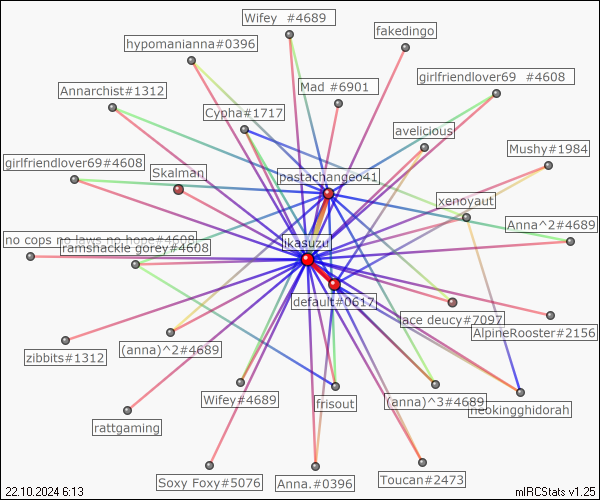 Wifey  #4689
fakedingo
hypomanianna#0396
girlfriendlover69  #4608
Annarchist#1312
Mad #6901
Cypha#1717
avelicious
Mushy#1984
girlfriendlover69#4608
Skalman
pastachange41
xenoyaut
Anna^2#4689
no cops no laws no hope#4608
ramshackle gorey#4608
ikasuzu
default#0617
ace deucy#7097
AlpineRooster#2156
zibbits#1312
(anna)^2#4689
Wifey#4689
frisout
(anna)^3#4689
neokingghidorah
rattgaming
Soxy Foxy#5076
Anna.#0396
Toucan#2473
22.10.2024 6:13
mIRCStats v1.25